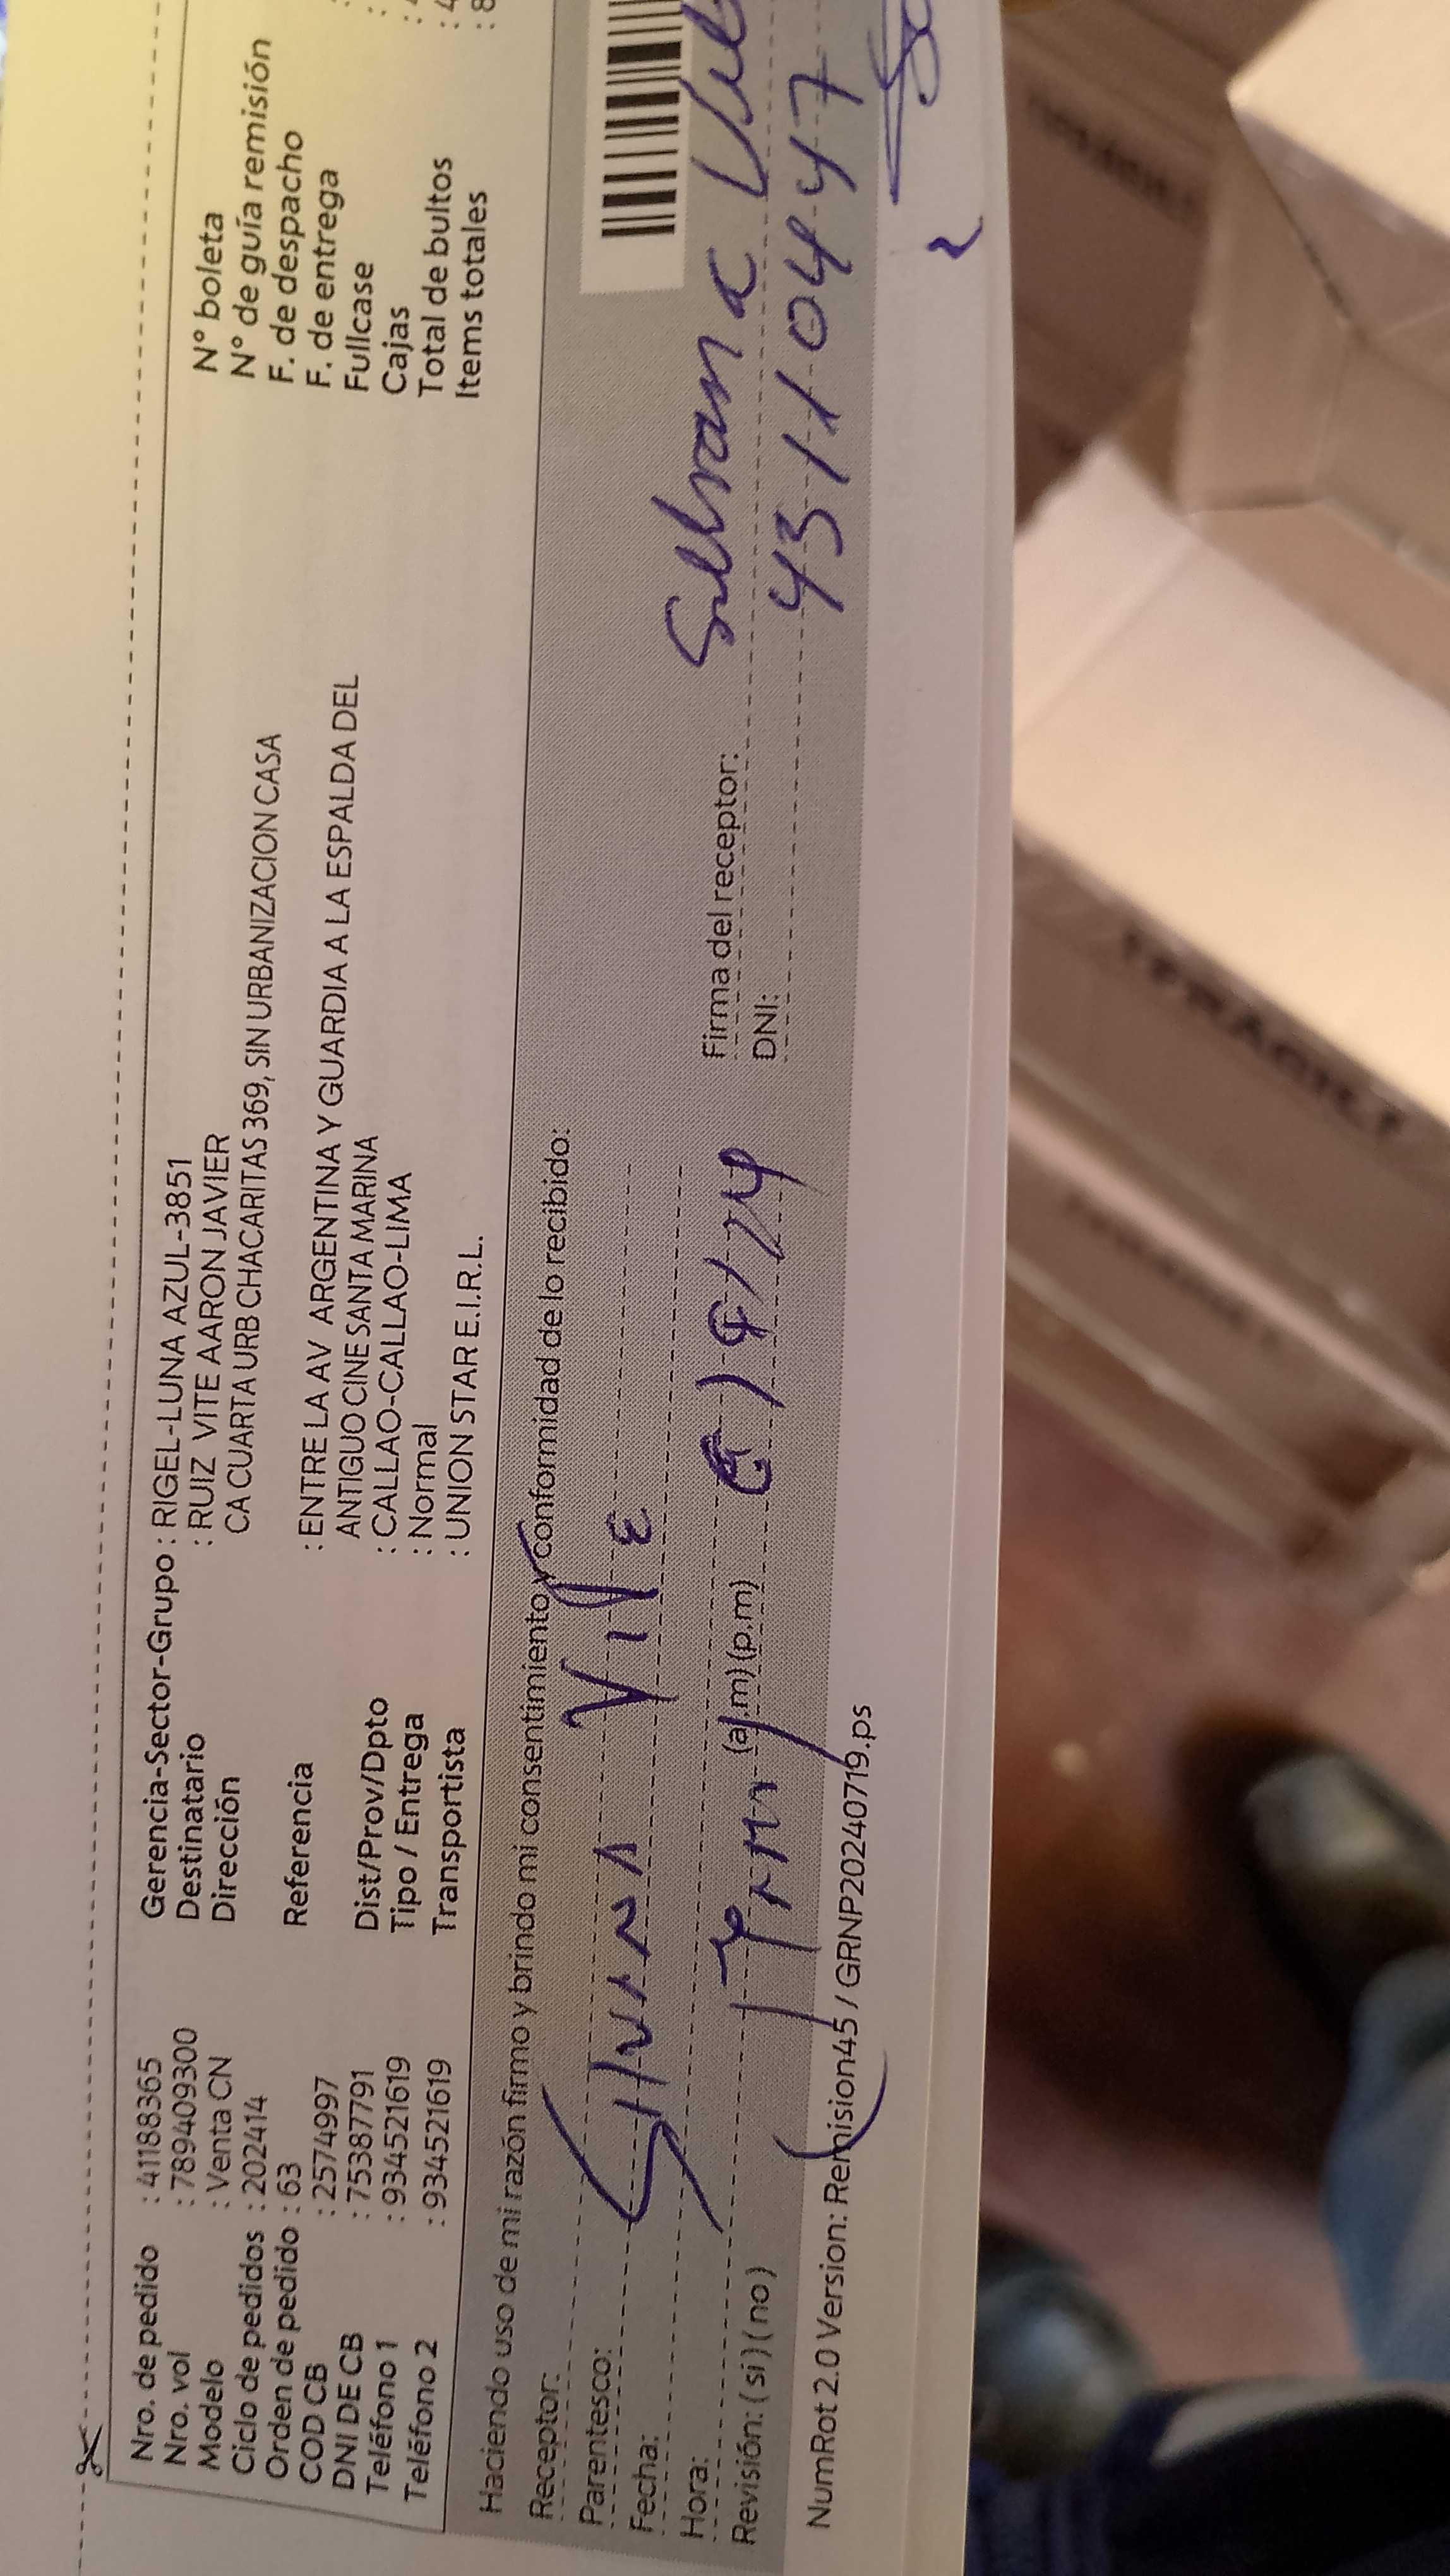 Nro. de pedido : 41188365
Nro. vol : 789409300
Modelo : Venta CN
Ciclo de pedidos : 202414
Orden de pedido : 63
COD CB : 2574997
DNI DE CB : 75387791
Teléfono 1 : 934521619
Teléfono 2 : 934521619
Gerencia-Sector-Grupo : RIGEL-LUNA AZUL-3851
Destinatario : RUIZ VITE AARON JAVIER
Dirección CA CUARTA URB CHACARITAS 369, SIN URBANIZACION CASA
Referencia : ENTRE LA AV ARGENTINA Y GUARDIA A LA ESPALDA DEL
ANTIGUO CINE SANTA MARINA
Dist/Prov/Dpto : CALLAO-CALLAO-LIMA
Tipo / Entrega : Normal
Transportista : UNION STAR E.I.R.L.
N° boleta
N° de guía remisión
F. de despacho
F. de entrega
Fullcase
Cajas
Total de bultos
Items totales
Haciendo uso de mi razón firmo y brindo mi consentimiento y conformidad de lo recibido:
Receptor:
Parentesco:
Fecha:
Hora: (a.m) (p.m)
Revisión: ( si ) ( no )
Firma del receptor: Silvana
DNI: 43110447
NumRot 2.0 Version: Remision45 / GRNP20240719.ps
FRAGILE